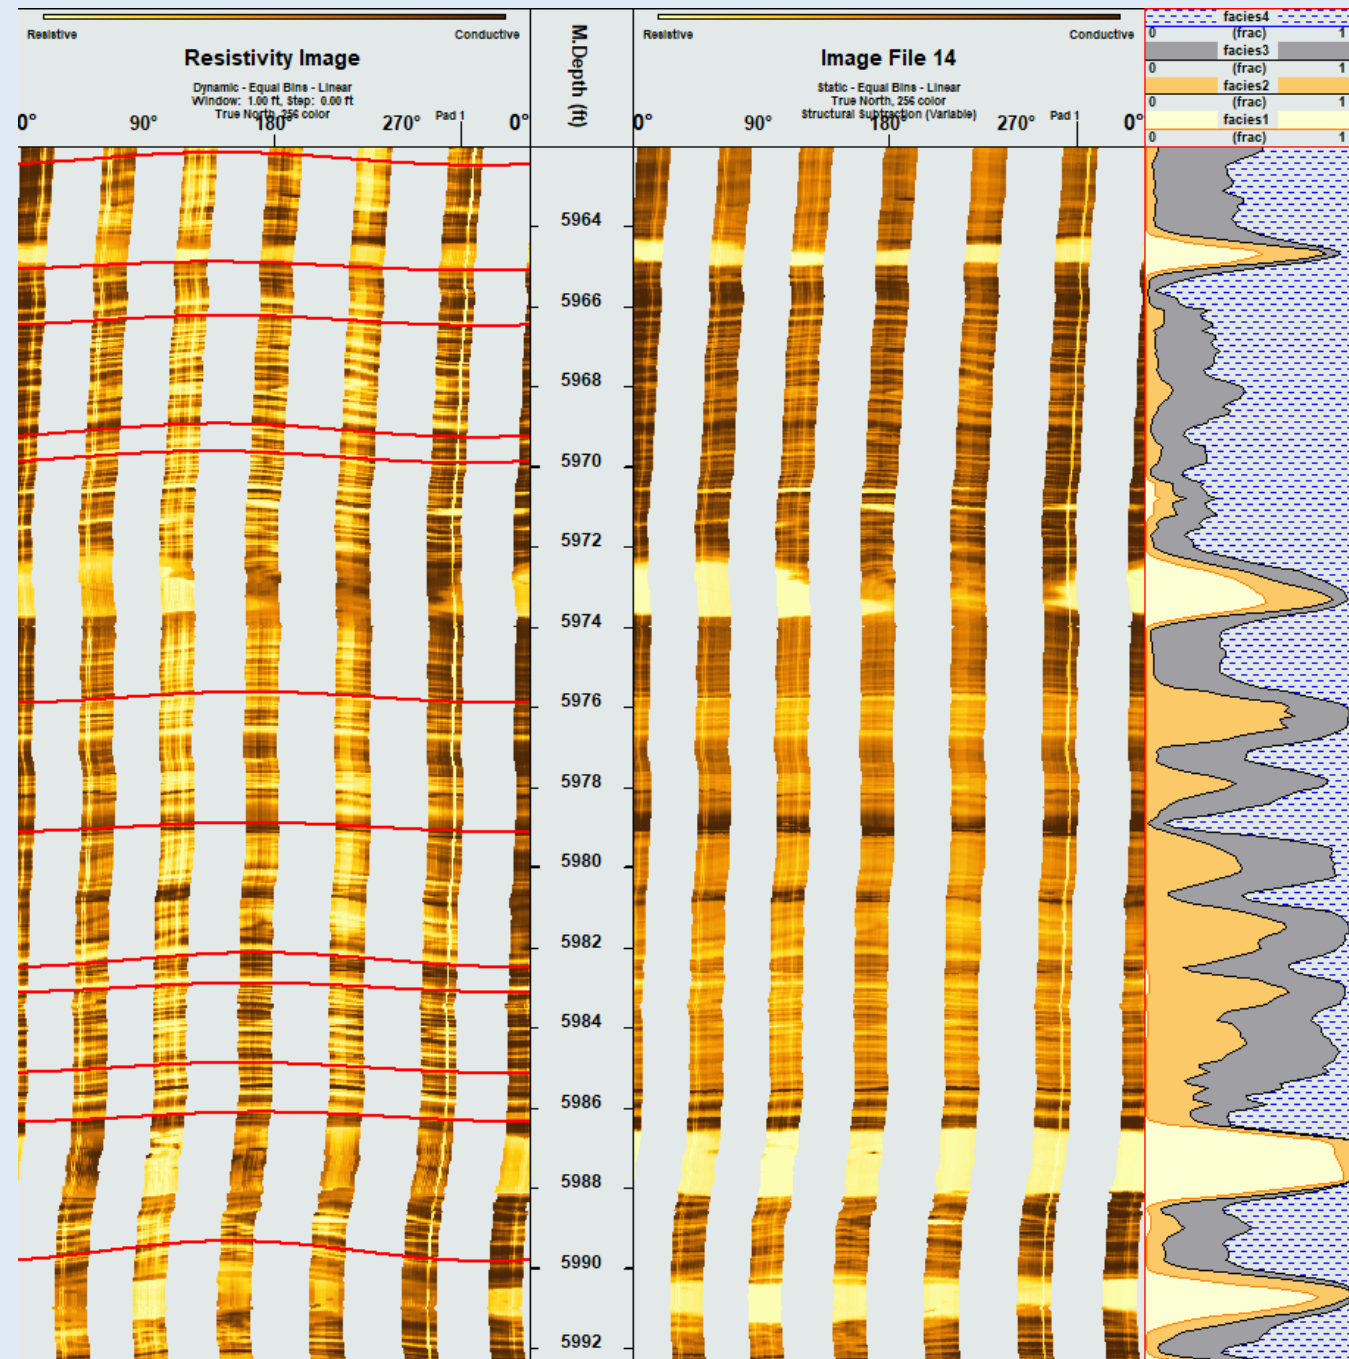 Resistive Conductive
Resistivity Image
Dynamic - Equal Bins - Linear
Window: 1.00 ft, Step: 0.00 ft
True North, 256 color
0° 90° 180° 270° Pad 1 0°
M.Depth (ft)
Resistive Conductive
Image File 14
Static - Equal Bins - Linear
True North, 256 color
Structural Subtraction (Variable)
0° 90° 180° 270° Pad 1 0°
facies4
0 (frac) 1
facies3
0 (frac) 1
facies2
0 (frac) 1
facies1
0 (frac) 1
5964
5966
5968
5970
5972
5974
5976
5978
5980
5982
5984
5986
5988
5990
5992